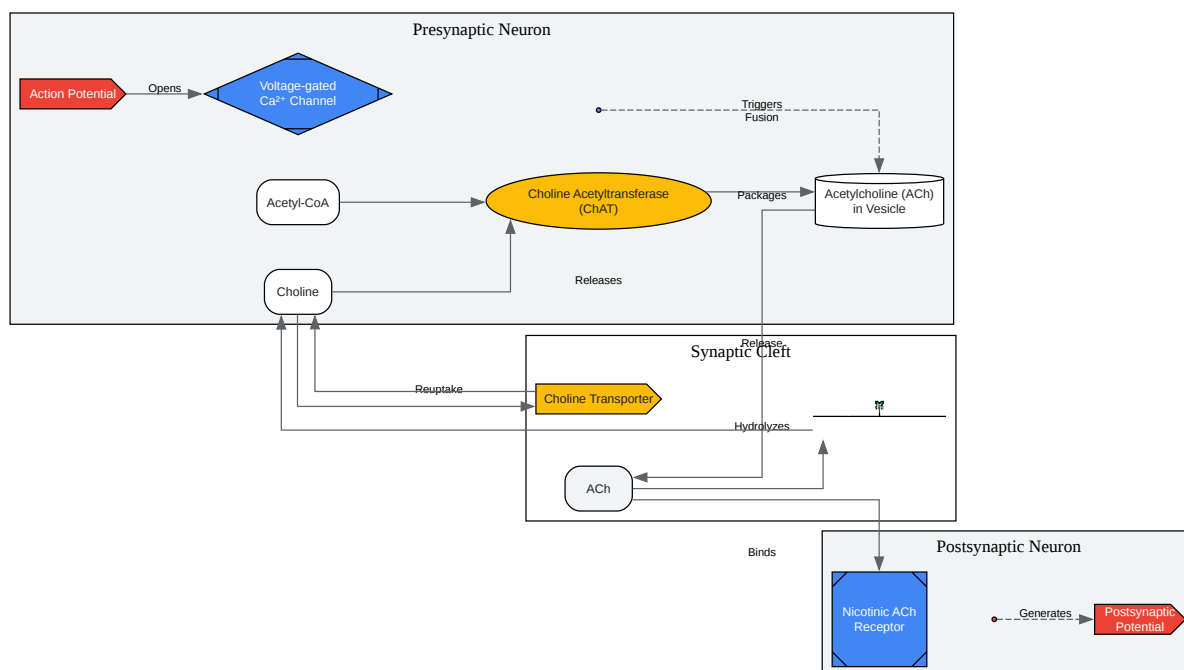 Presynaptic Neuron
Action Potential
Opens
Voltage-gated
Ca²⁺ Channel
Triggers
Fusion
Acetyl-CoA
Choline Acetyltransferase
(ChAT)
Packages
Acetylcholine (ACh)
in Vesicle
Choline
Releases
Release
Synaptic Cleft
Reuptake
Choline Transporter
Hydrolyzes
ACh
Binds
Postsynaptic Neuron
Nicotinic ACh
Receptor
Generates
Postsynaptic
Potential